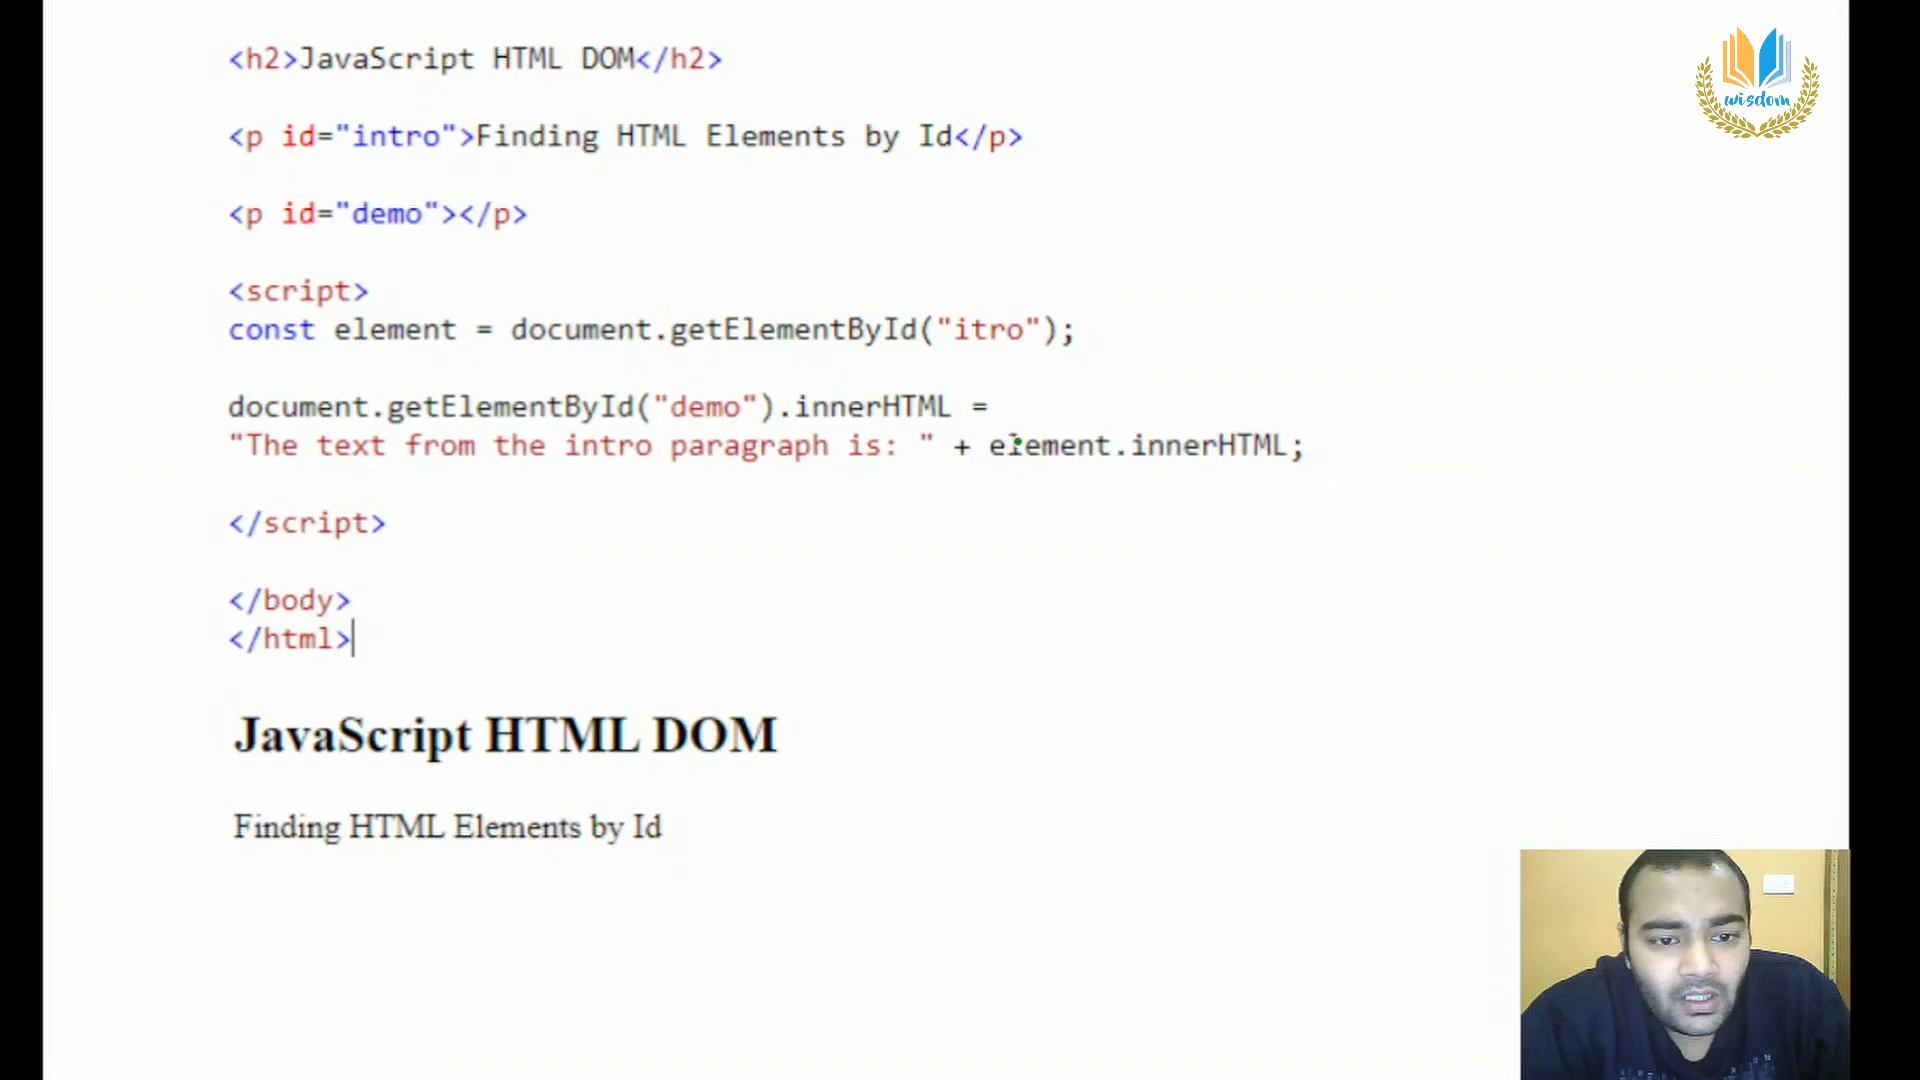 <h2>JavaScript HTML DOM</h2>
<p id="intro">Finding HTML Elements by Id</p>
<p id="demo"></p>
<script>
const element = document.getElementById("itro");
document.getElementById("demo").innerHTML =
"The text from the intro paragraph is: " + element.innerHTML;
</script>
</body>
</html>
JavaScript HTML DOM
Finding HTML Elements by Id
wisdom